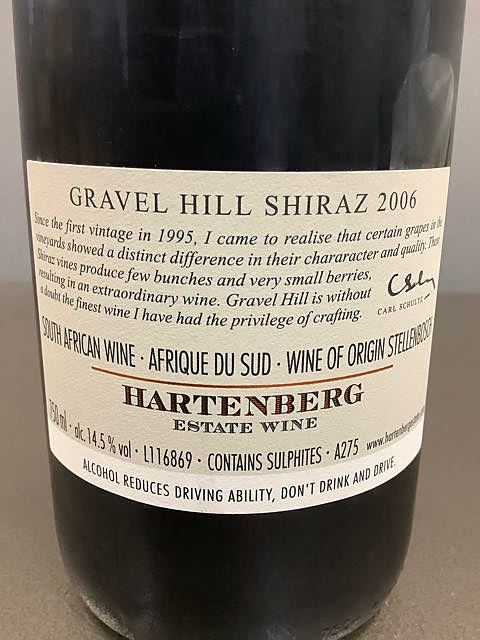 GRAVEL HILL SHIRAZ 2006
Since the first vintage in 1995, I came to realise that certain grapes in the
vineyards showed a distinct difference in their chararacter and quality. These
Shiraz vines produce few bunches and very small berries,
resulting in an extraordinary wine. Gravel Hill is without
a doubt the finest wine I have had the privilege of crafting.
CARL SCHULTZ
SOUTH AFRICAN WINE · AFRIQUE DU SUD · WINE OF ORIGIN STELLENBOSCH
HARTENBERG
ESTATE WINE
750 ml · alc. 14.5 % vol · L116869 · CONTAINS SULPHITES · A275
ALCOHOL REDUCES DRIVING ABILITY, DON'T DRINK AND DRIVE.